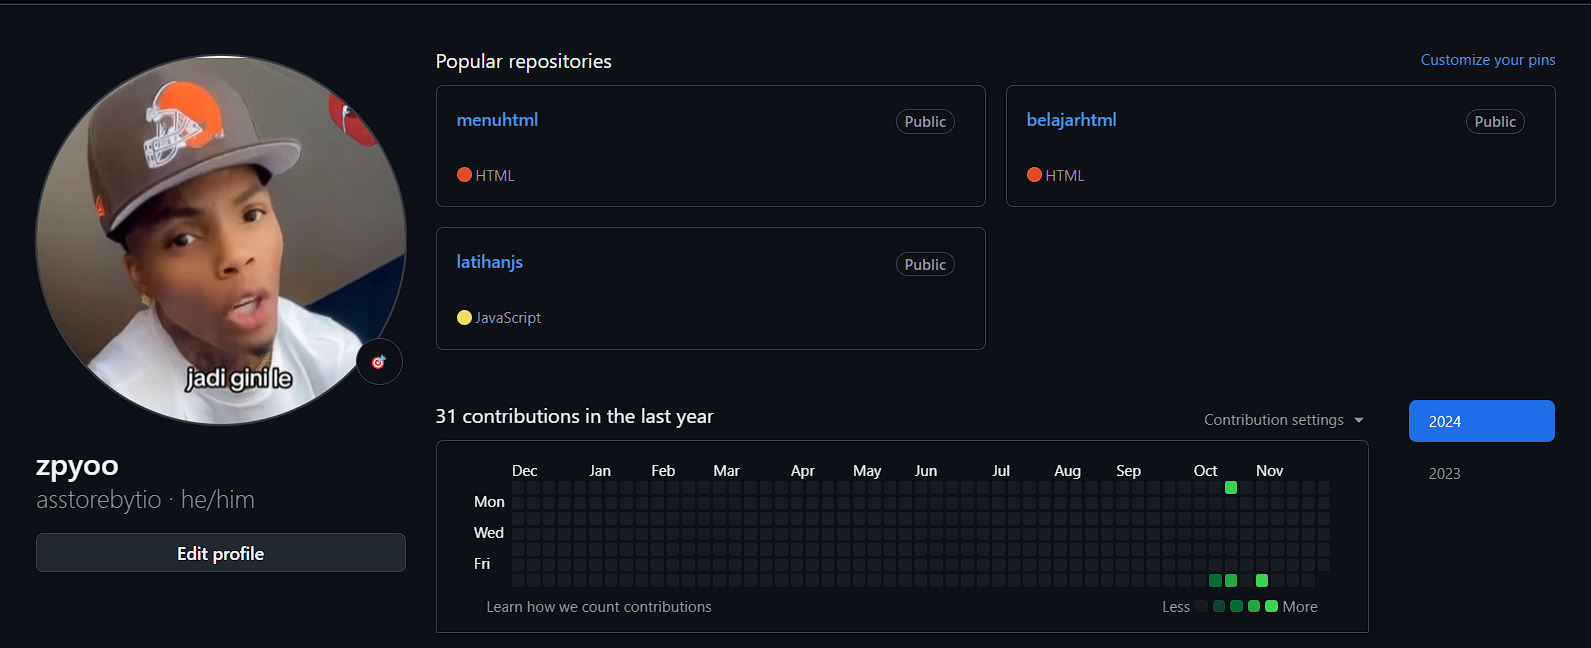 Popular repositories
Customize your pins
menuhtml
Public
HTML
belajarhtml
Public
HTML
latihanjs
Public
JavaScript
jadi gini le
zpyoo
asstorebytio · he/him
Edit profile
31 contributions in the last year
Contribution settings
2024
2023
Dec Jan Feb Mar Apr May Jun Jul Aug Sep Oct Nov
Mon
Wed
Fri
Learn how we count contributions
Less More